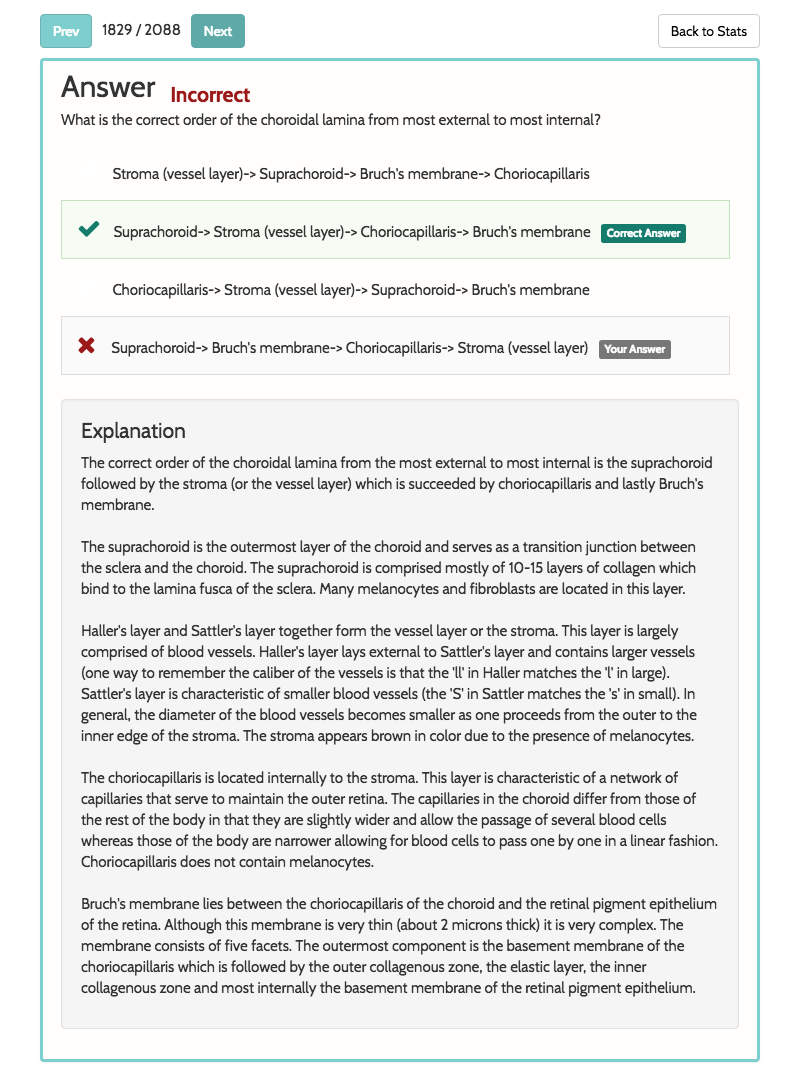 Prev 1829 / 2088 Next Back to Stats
Answer Incorrect
What is the correct order of the choroidal lamina from most external to most internal?
Stroma (vessel layer)-> Suprachoroid-> Bruch's membrane-> Choriocapillaris
Suprachoroid-> Stroma (vessel layer)-> Choriocapillaris-> Bruch's membrane Correct Answer
Choriocapillaris-> Stroma (vessel layer)-> Suprachoroid-> Bruch's membrane
Suprachoroid-> Bruch's membrane-> Choriocapillaris-> Stroma (vessel layer) Your Answer
Explanation
The correct order of the choroidal lamina from the most external to most internal is the suprachoroid
followed by the stroma (or the vessel layer) which is succeeded by choriocapillaris and lastly Bruch's
membrane.
The suprachoroid is the outermost layer of the choroid and serves as a transition junction between
the sclera and the choroid. The suprachoroid is comprised mostly of 10-15 layers of collagen which
bind to the lamina fusca of the sclera. Many melanocytes and fibroblasts are located in this layer.
Haller's layer and Sattler's layer together form the vessel layer or the stroma. This layer is largely
comprised of blood vessels. Haller's layer lays external to Sattler's layer and contains larger vessels
(one way to remember the caliber of the vessels is that the 'll' in Haller matches the 'l' in large).
Sattler's layer is characteristic of smaller blood vessels (the 'S' in Sattler matches the 's' in small). In
general, the diameter of the blood vessels becomes smaller as one proceeds from the outer to the
inner edge of the stroma. The stroma appears brown in color due to the presence of melanocytes.
The choriocapillaris is located internally to the stroma. This layer is characteristic of a network of
capillaries that serve to maintain the outer retina. The capillaries in the choroid differ from those of
the rest of the body in that they are slightly wider and allow the passage of several blood cells
whereas those of the body are narrower allowing for blood cells to pass one by one in a linear fashion.
Choriocapillaris does not contain melanocytes.
Bruch's membrane lies between the choriocapillaris of the choroid and the retinal pigment epithelium
of the retina. Although this membrane is very thin (about 2 microns thick) it is very complex. The
membrane consists of five facets. The outermost component is the basement membrane of the
choriocapillaris which is followed by the outer collagenous zone, the elastic layer, the inner
collagenous zone and most internally the basement membrane of the retinal pigment epithelium.